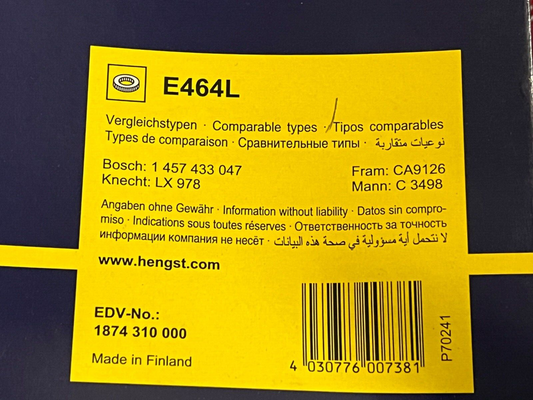 E464L
Vergleichstypen · Comparable types · Tipos comparables
Types de comparaison · Сравнительные типы · نوعيات متقاربة
Bosch: 1 457 433 047 Fram: CA9126
Knecht: LX 978 Mann: C 3498
Angaben ohne Gewähr · Information without liability · Datos sin compro-
miso · Indications sous toutes réserves · Ответственность за точность
информации компания не несёт · لا نتحمل أية مسؤولية في صحة هذه البيانات
www.hengst.com
EDV-No.:
1874 310 000
Made in Finland
4 030776 007381
P70241